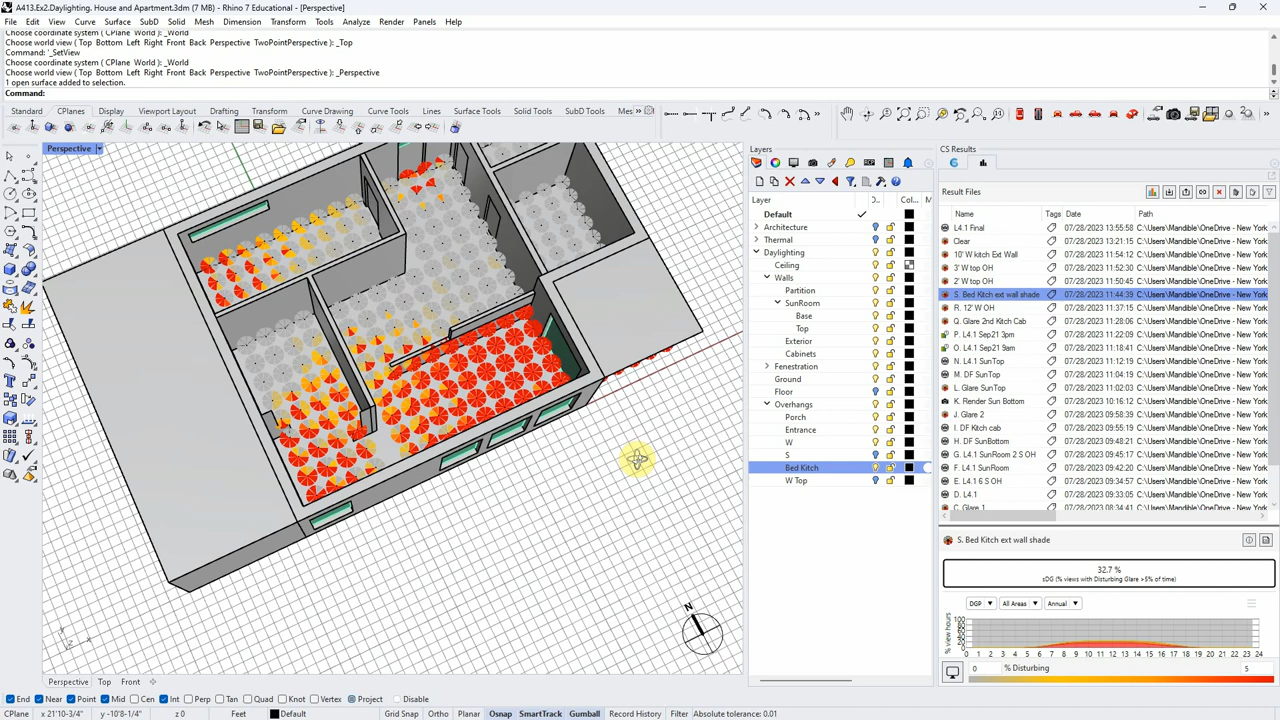 A413.Ex2.Daylighting. House and Apartment.3dm (7 MB) - Rhino 7 Educational - [Perspective]
File Edit View Curve Surface SubD Solid Mesh Dimension Transform Tools Analyze Render Panels Help
Choose coordinate system ( CPlane World ): _World
Choose world view ( Top Bottom Left Right Front Back Perspective TwoPointPerspective ): _Top
Command: '_SetView
Choose coordinate system ( CPlane World ): _World
Choose world view ( Top Bottom Left Right Front Back Perspective TwoPointPerspective ): _Perspective
1 open surface added to selection.
Command:
Standard CPlanes Display Viewport Layout Drafting Transform Curve Drawing Curve Tools Lines Surface Tools Solid Tools SubD Tools Mes
Perspective
N
Perspective Top Front
Layers
Layer Col... M
Default
Architecture
Thermal
Daylighting
Ceiling
Walls
Partition
SunRoom
Base
Top
Exterior
Cabinets
Fenestration
Ground
Floor
Overhangs
Porch
Entrance
W
S
Bed Kitch
W Top
CS Results
Result Files
Name Tags Date Path
L4.1 Final 07/28/2023 13:55:58 C:\Users\Mandible\OneDrive - New York
Clear 07/28/2023 13:21:15 C:\Users\Mandible\OneDrive - New York
10' W kitch Ext Wall 07/28/2023 11:54:12 C:\Users\Mandible\OneDrive - New York
3' W top OH 07/28/2023 11:52:30 C:\Users\Mandible\OneDrive - New York
2' W top OH 07/28/2023 11:50:45 C:\Users\Mandible\OneDrive - New York
S. Bed Kitch ext wall shade 07/28/2023 11:44:39 C:\Users\Mandible\OneDrive - New York
R. 12' W OH 07/28/2023 11:37:15 C:\Users\Mandible\OneDrive - New York
Q. Glare 2nd Kitch Cab 07/28/2023 11:28:06 C:\Users\Mandible\OneDrive - New York
P. L4.1 Sep21 3pm 07/28/2023 11:22:09 C:\Users\Mandible\OneDrive - New York
O. L4.1 Sep21 9am 07/28/2023 11:18:41 C:\Users\Mandible\OneDrive - New York
N. L4.1 SunTop 07/28/2023 11:12:19 C:\Users\Mandible\OneDrive - New York
M. DF SunTop 07/28/2023 11:04:19 C:\Users\Mandible\OneDrive - New York
L. Glare SunTop 07/28/2023 11:02:03 C:\Users\Mandible\OneDrive - New York
K. Render Sun Bottom 07/28/2023 10:16:12 C:\Users\Mandible\OneDrive - New York
J. Glare 2 07/28/2023 09:58:39 C:\Users\Mandible\OneDrive - New York
I. DF Kitch cab 07/28/2023 09:55:19 C:\Users\Mandible\OneDrive - New York
H. DF SunBottom 07/28/2023 09:48:21 C:\Users\Mandible\OneDrive - New York
G. L4.1 SunRoom 2 S OH 07/28/2023 09:45:17 C:\Users\Mandible\OneDrive - New York
F. L4.1 SunRoom 07/28/2023 09:42:20 C:\Users\Mandible\OneDrive - New York
E. L4.1 6 S OH 07/28/2023 09:34:57 C:\Users\Mandible\OneDrive - New York
D. L4.1 07/28/2023 09:33:05 C:\Users\Mandible\OneDrive - New York
C. Glare 1 07/28/2023 08:34:41 C:\Users\Mandible\OneDrive - New York
S. Bed Kitch ext wall shade
32.7 %
sDG (% views with Disturbing Glare >5% of time)
DGP All Areas Annual
% view hours
100
80
60
40
20
0
0 1 2 3 4 5 6 7 8 9 10 11 12 13 14 15 16 17 18 19 20 21 22 23 24
0 % Disturbing 5
End Near Point Mid Cen Int Perp Tan Quad Knot Vertex Project Disable
CPlane x 21'10-3/4" y -10'8-1/4" z 0 Feet Default Grid Snap Ortho Planar Osnap SmartTrack Gumball Record History Filter Absolute tolerance: 0.01